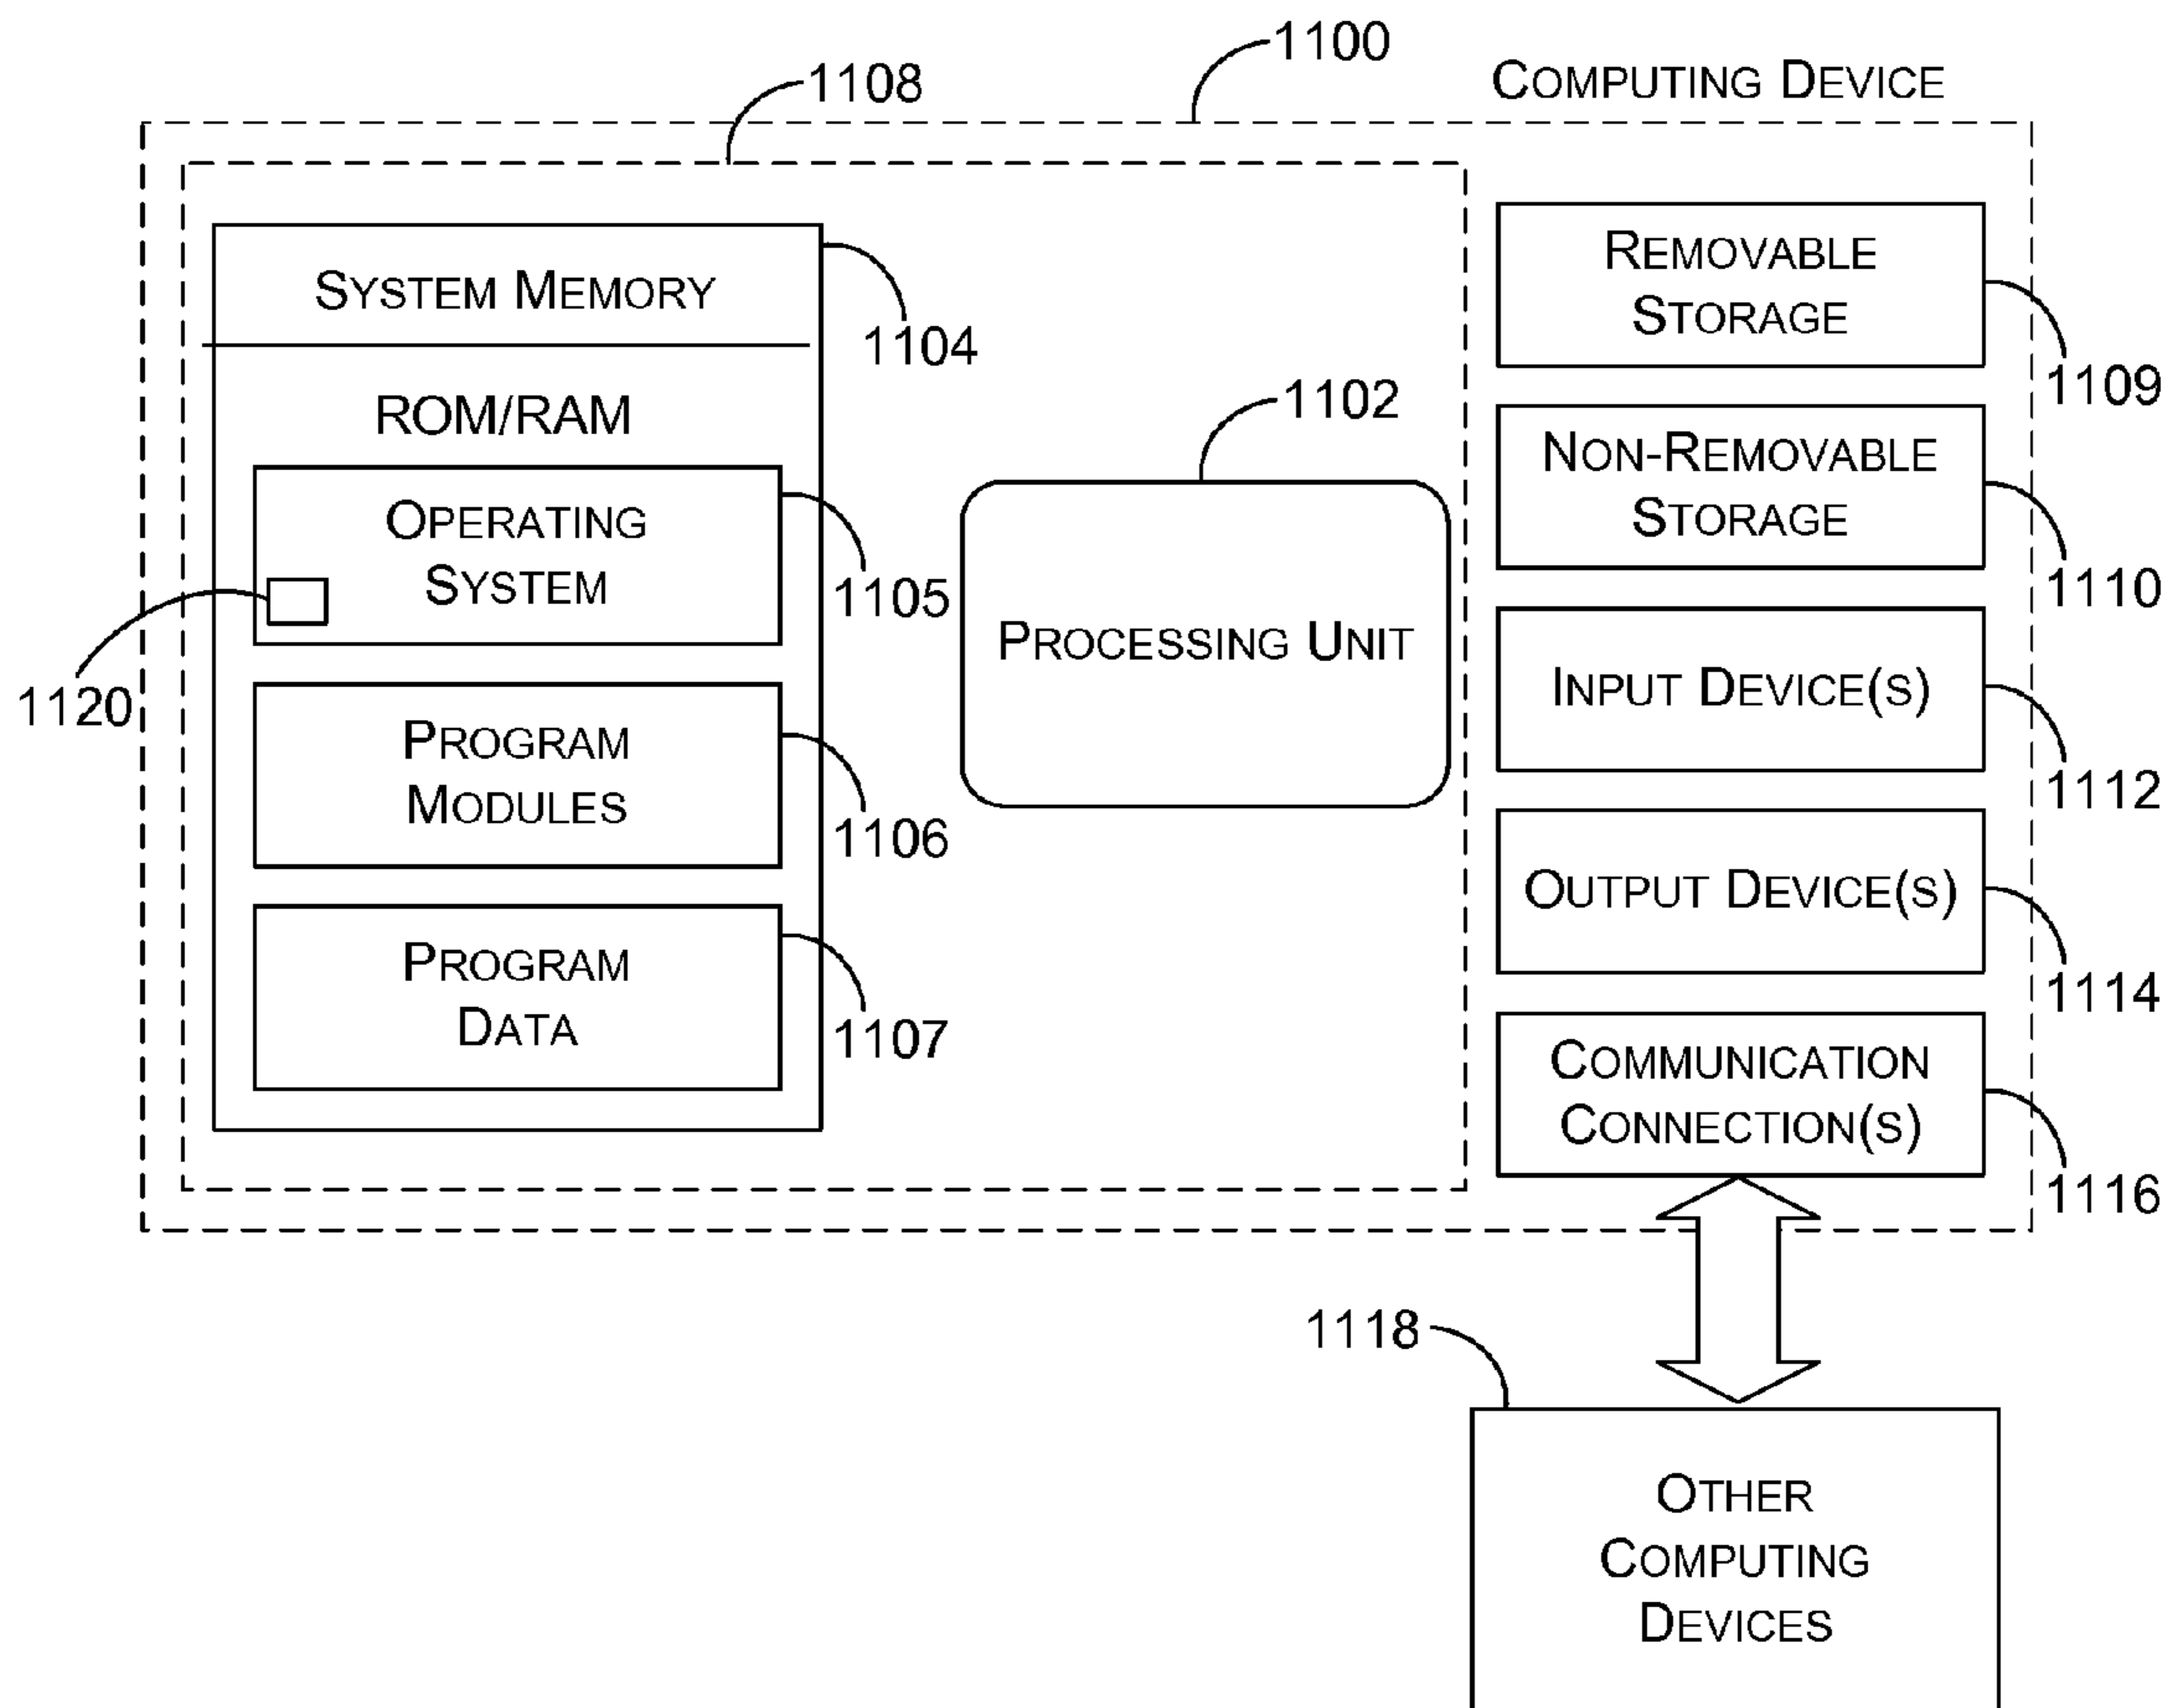 1100
COMPUTING DEVICE
1108
SYSTEM MEMORY
1104
ROM/RAM
OPERATING
SYSTEM
1105
1120
PROGRAM
MODULES
1106
PROGRAM
DATA
1107
1102
PROCESSING UNIT
REMOVABLE
STORAGE
1109
NON-REMOVABLE
STORAGE
1110
INPUT DEVICE(S)
1112
OUTPUT DEVICE(S)
1114
COMMUNICATION
CONNECTION(S)
1116
1118
OTHER
COMPUTING
DEVICES